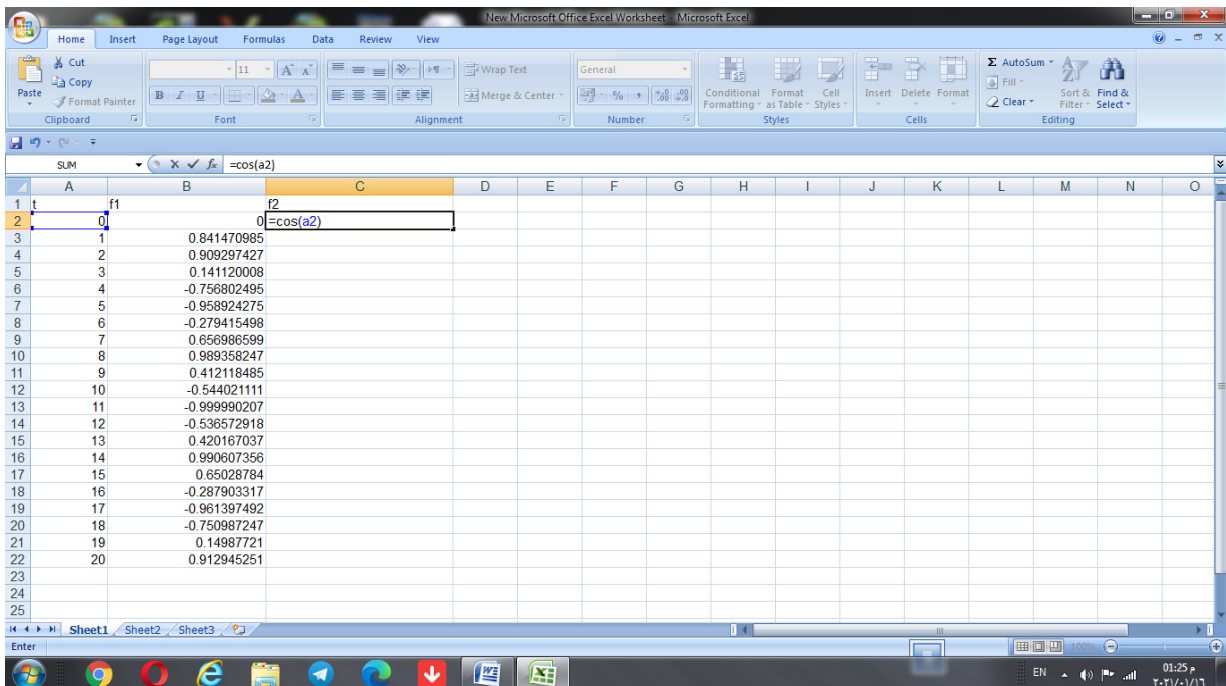 New Microsoft Office Excel Worksheet - Microsoft Excel
Home Insert Page Layout Formulas Data Review View
Paste
Cut
Copy
Format Painter
Clipboard
11 A A
B I U A
Font
Wrap Text
Merge & Center
Alignment
General
% ,
Number
Conditional Formatting
Format as Table
Cell Styles
Styles
Insert Delete Format
Cells
Σ AutoSum
Fill
Clear
Sort & Filter
Find & Select
Editing
SUM fx =cos(a2)
A B C D E F G H I J K L M N O
1 t f1 f2
2 0 0 =cos(a2)
3 1 0.841470985
4 2 0.909297427
5 3 0.141120008
6 4 -0.756802495
7 5 -0.958924275
8 6 -0.279415498
9 7 0.656986599
10 8 0.989358247
11 9 0.412118485
12 10 -0.544021111
13 11 -0.999990207
14 12 -0.536572918
15 13 0.420167037
16 14 0.990607356
17 15 0.65028784
18 16 -0.287903317
19 17 -0.961397492
20 18 -0.750987247
21 19 0.14987721
22 20 0.912945251
23
24
25
Sheet1 Sheet2 Sheet3
Enter 100%
EN 01:25 م
٢٠٢١/٠١/١٦